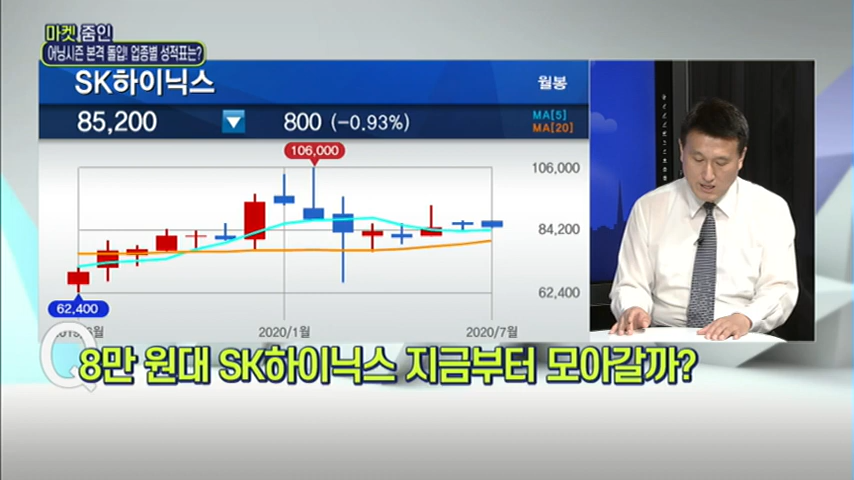 마켓 줌인
어닝시즌 본격 돌입! 업종별 성적표는?
SK하이닉스
월봉
85,200 ▼ 800 (-0.93%)
MA[5]
MA[20]
106,000
106,000
84,200
62,400
62,400
2020/1월
2020/7월
Q 8만 원대 SK하이닉스 지금부터 모아갈까?